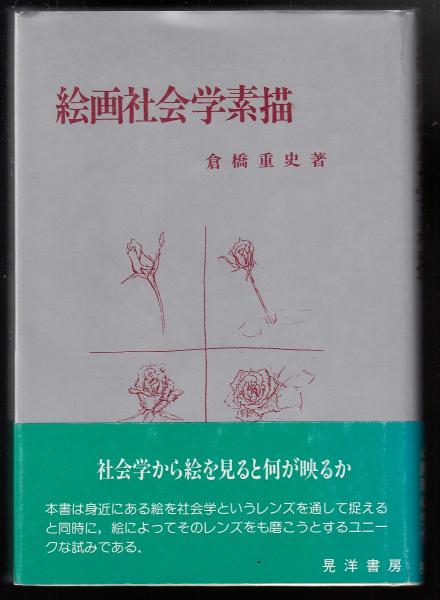 絵画社会学素描
倉橋重史著
社会学から絵を見ると何が映るか
本書は身近にある絵を社会学というレンズを通して捉える
と同時に，絵によってそのレンズをも磨こうとするユニー
クな試みである。
晃洋書房